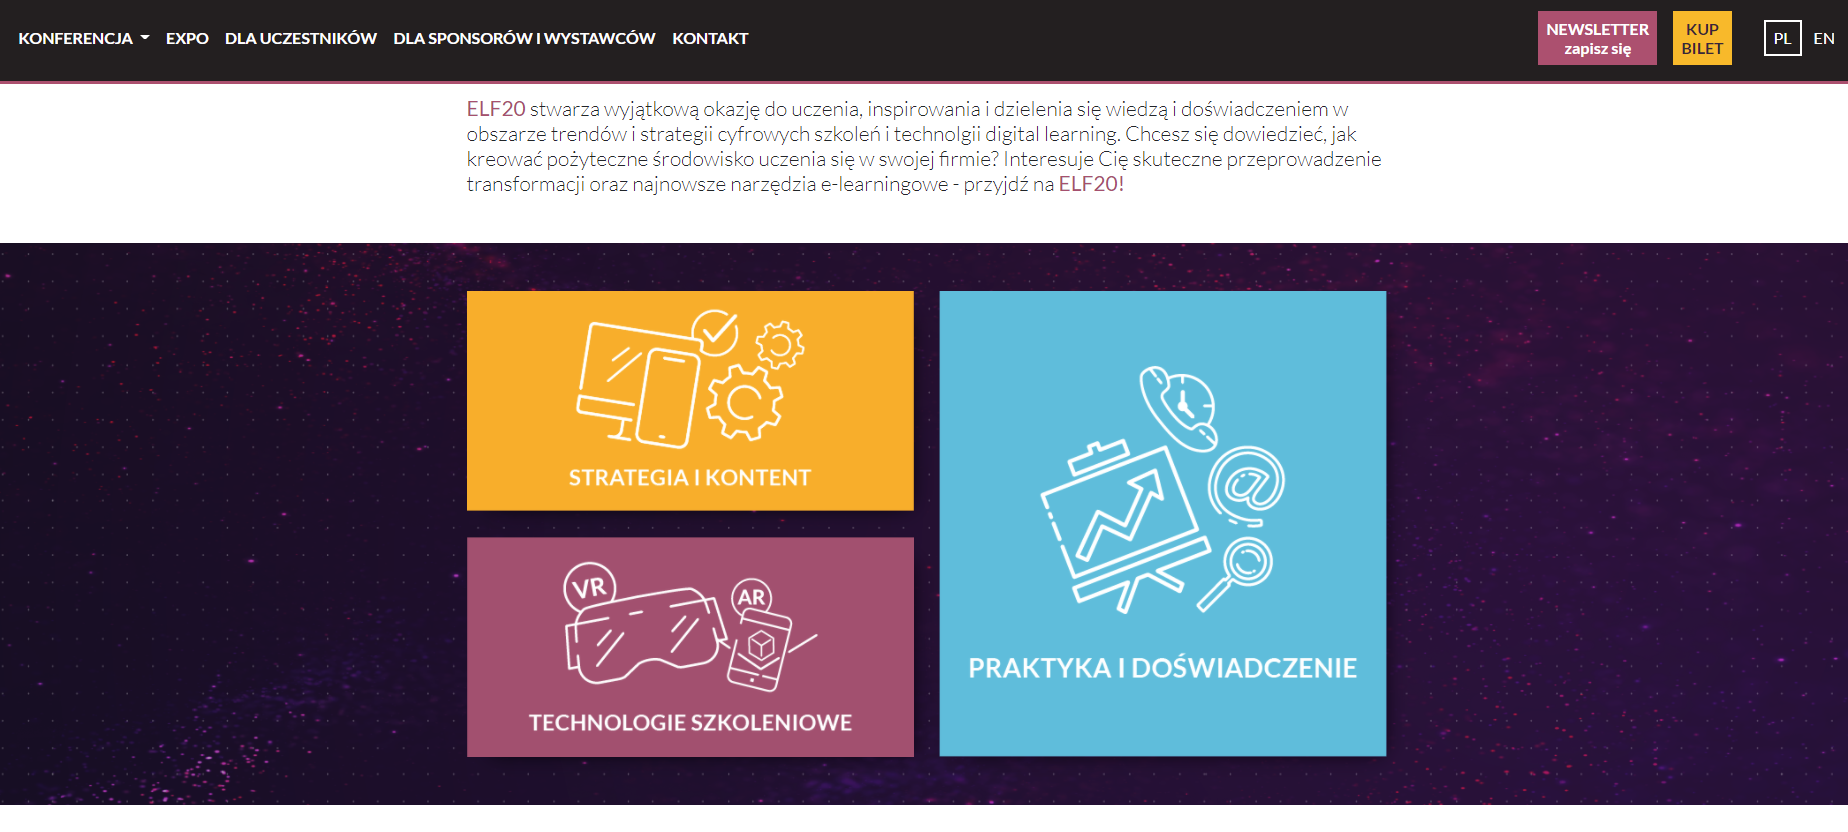 KONFERENCJA EXPO DLA UCZESTNIKÓW DLA SPONSORÓW I WYSTAWCÓW KONTAKT
NEWSLETTER
zapisz się
KUP
BILET
PL EN
ELF20 stwarza wyjątkową okazję do uczenia, inspirowania i dzielenia się wiedzą i doświadczeniem w
obszarze trendów i strategii cyfrowych szkoleń i technolgii digital learning. Chcesz się dowiedzieć, jak
kreować pożyteczne środowisko uczenia się w swojej firmie? Interesuje Cię skuteczne przeprowadzenie
transformacji oraz najnowsze narzędzia e-learningowe - przyjdź na ELF20!
STRATEGIA I KONTENT
VR
AR
TECHNOLOGIE SZKOLENIOWE
@
PRAKTYKA I DOŚWIADCZENIE